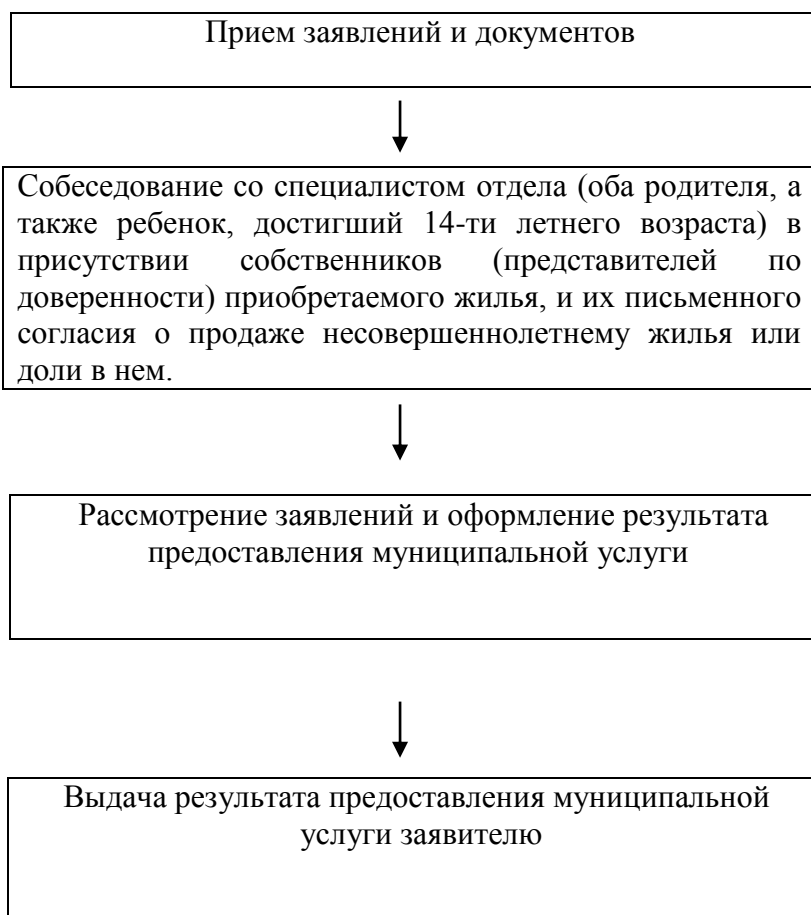 Прием заявлений и документов
Собеседование со специалистом отдела (оба родителя, а
также ребенок, достигший 14-ти летнего возраста) в
присутствии собственников (представителей по
доверенности) приобретаемого жилья, и их письменного
согласия о продаже несовершеннолетнему жилья или
доли в нем.
Рассмотрение заявлений и оформление результата
предоставления муниципальной услуги
Выдача результата предоставления муниципальной
услуги заявителю